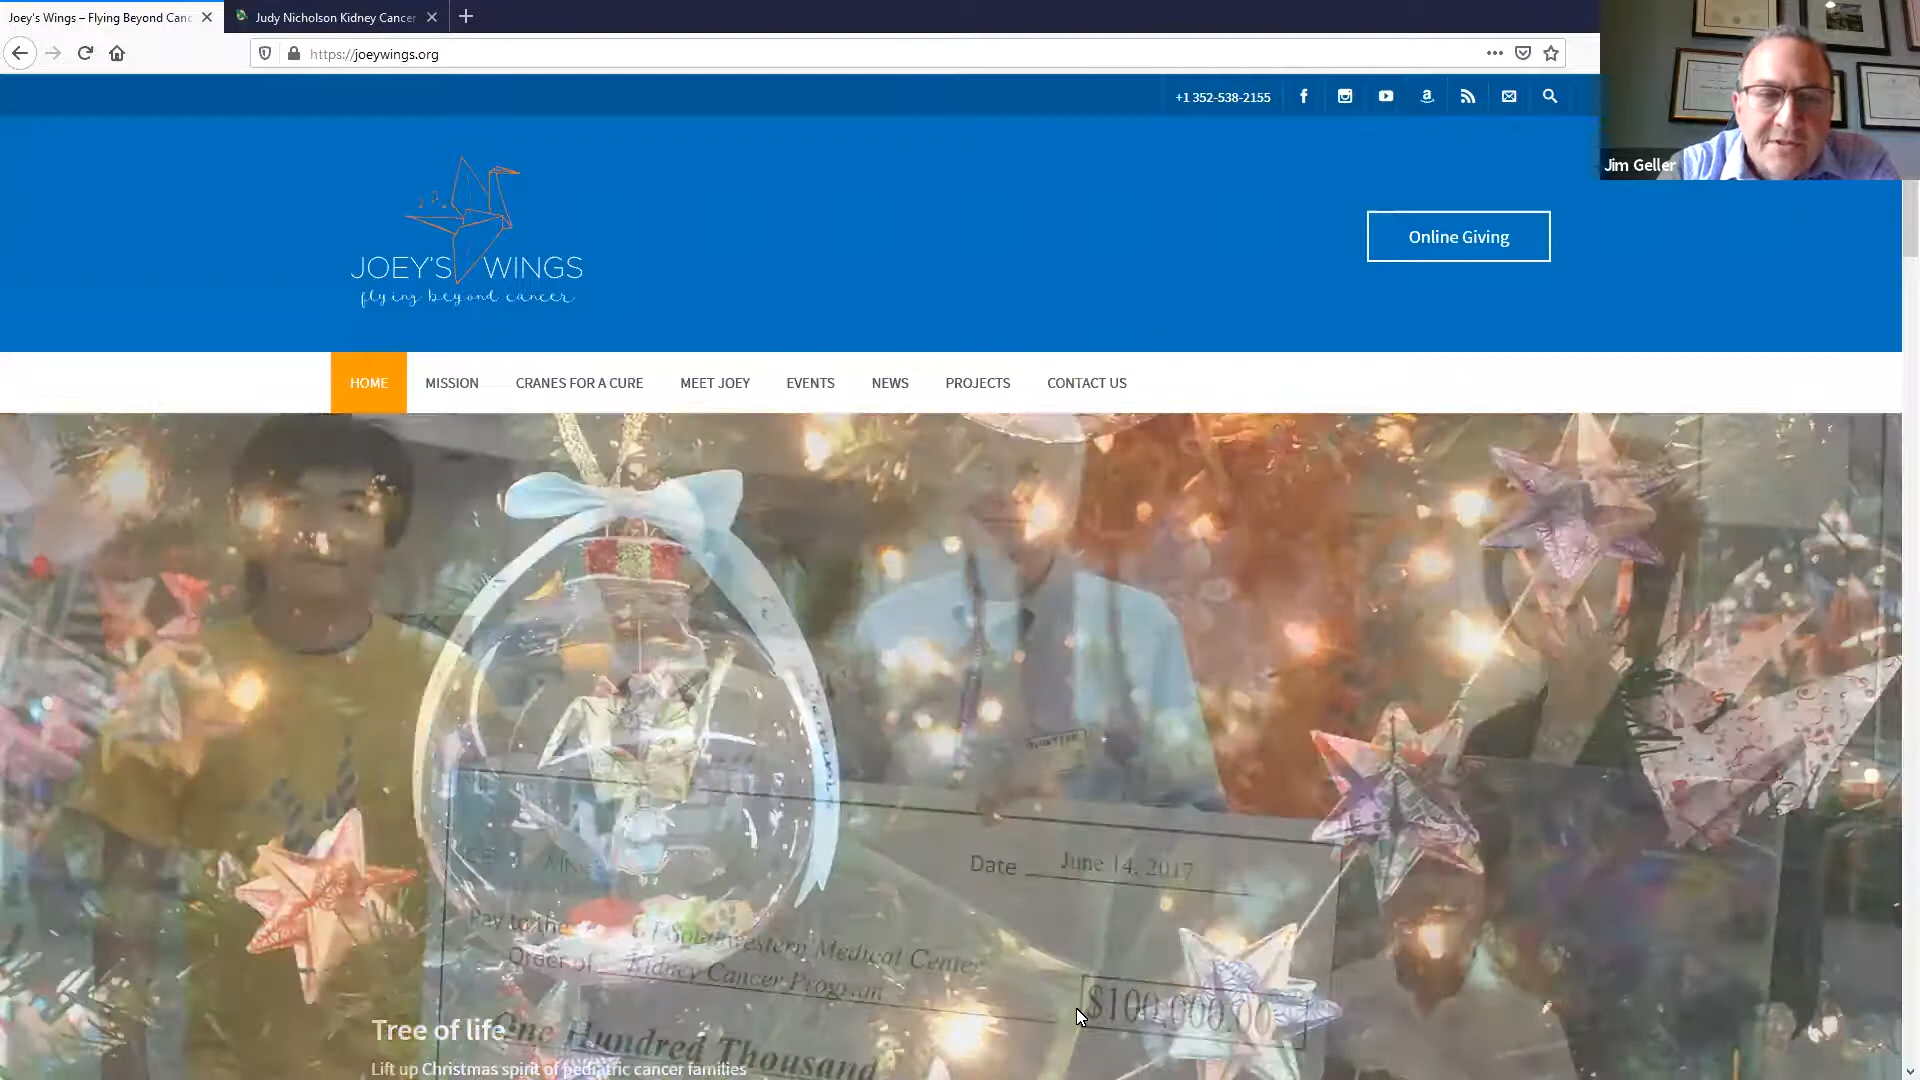 Joey's Wings – Flying Beyond Canc
Judy Nicholson Kidney Cancer
https://joeywings.org
+1 352-538-2155
Jim Geller
Online Giving
JOEY'S WINGS
flying beyond cancer
HOME
MISSION
CRANES FOR A CURE
MEET JOEY
EVENTS
NEWS
PROJECTS
CONTACT US
Date June 14, 2017
Pay to the
Order of
UT Southwestern Medical Center
Kidney Cancer Program
$100,000.00
One Hundred Thousand
Tree of life
Lift up Christmas spirit of pediatric cancer families